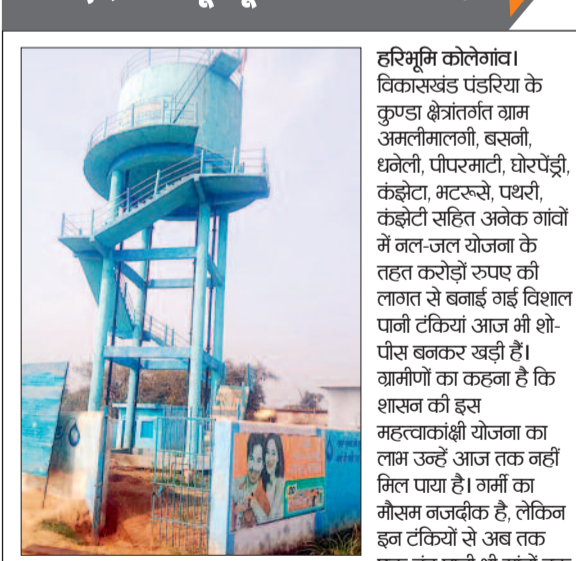 हरिभूमि कोलेगांव।
विकासखंड पंडरिया के
कुण्डा क्षेत्रांतर्गत ग्राम
अमलीमालगी, बसनी,
धनेली, पीपरमाटी, घोरपेंड्री,
कंझेटा, भटरूसे, पथरी,
कंझेटी सहित अनेक गांवों
में नल-जल योजना के
तहत करोड़ों रुपए की
लागत से बनाई गई विशाल
पानी टंकियां आज भी शो-
पीस बनकर खड़ी हैं।
ग्रामीणों का कहना है कि
शासन की इस
महत्वाकांक्षी योजना का
लाभ उन्हें आज तक नहीं
मिल पाया है। गर्मी का
मौसम नजदीक है, लेकिन
इन टंकियों से अब तक